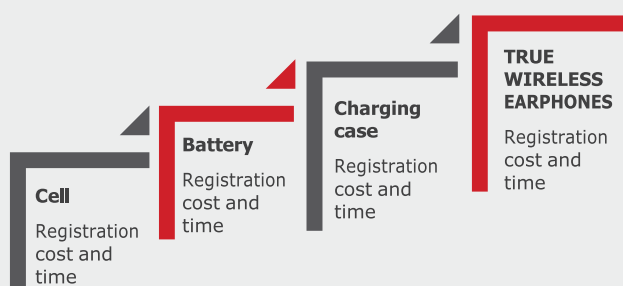 Cell
Registration
cost and
time
Battery
Registration
cost and
time
Charging
case
Registration
cost and
time
TRUE
WIRELESS
EARPHONES
Registration
cost and
time